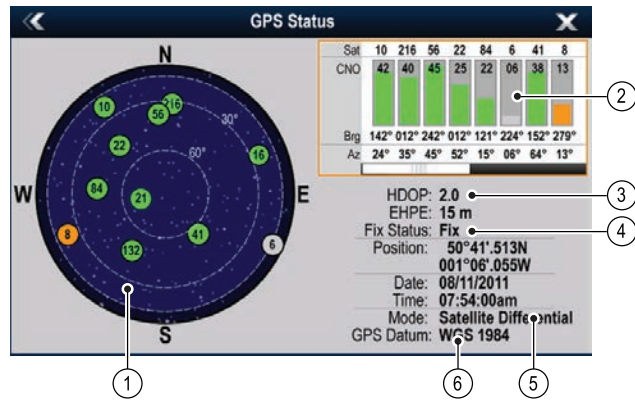 GPS Status
N
10
216
56
30°
22
16
60°
84
W
21
E
8
41
6
132
S
Sat 10 216 56 22 84 6 41 8
CNO 42 40 45 25 22 06 38 13
Brg 142° 012° 242° 012° 121° 224° 152° 279°
Az 24° 35° 45° 52° 15° 06° 64° 13°
HDOP: 2.0
EHPE: 15 m
Fix Status: Fix
Position: 50°41'.513N
001°06'.055W
Date: 08/11/2011
Time: 07:54:00am
Mode: Satellite Differential
GPS Datum: WGS 1984
2
3
4
1
6
5